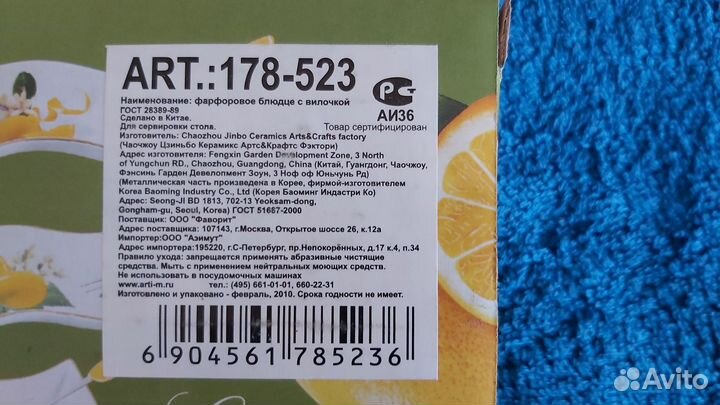 ART.:178-523
Наименование: фарфоровое блюдце с вилочкой
ГОСТ 28389-89
Сделано в Китае.
Для сервировки стола.
АИ36
Товар сертифицирован
Изготовитель: Chaozhou Jinbo Ceramics Arts&Crafts factory
(Чаочжоу Цзиньбо Керамикс Артс&Крафтс Фэктори)
Адрес изготовителя: Fengxin Garden Development Zone, 3 North
of Yungchun RD., Chaozhou, Guangdong, China (Китай, Гуангдонг, Чаочжоу,
Фэнсинь Гарден Девелопмент Зоун, 3 Ноф оф Юньчунь Рд)
(Металлическая часть произведена в Корее, фирмой-изготовителем
Korea Baoming Industry Co., Ltd (Корея Баоминг Индастри Ко)
Адрес: Seong-JI BD 1813, 702-13 Yeoksam-dong,
Gongham-gu, Seoul, Korea) ГОСТ 51687-2000
Поставщик: ООО "Фаворит"
Адрес поставщика: 107143, г.Москва, Открытое шоссе 26, к.12а
Импортер:ООО "Азимут"
Адрес импортера:195220, г.С-Петербург, пр.Непокорённых, д.17 к.4, п.34
Правило ухода: запрещается применять абразивные чистящие
средства. Мыть с применением нейтральных моющих средств.
Не использовать в посудомоечных машинах
www.arti-m.ru тел.: (495) 661-01-01, 660-22-31
Изготовлено и упаковано - февраль, 2010. Срока годности не имеет.
6 904561 785236
Avito